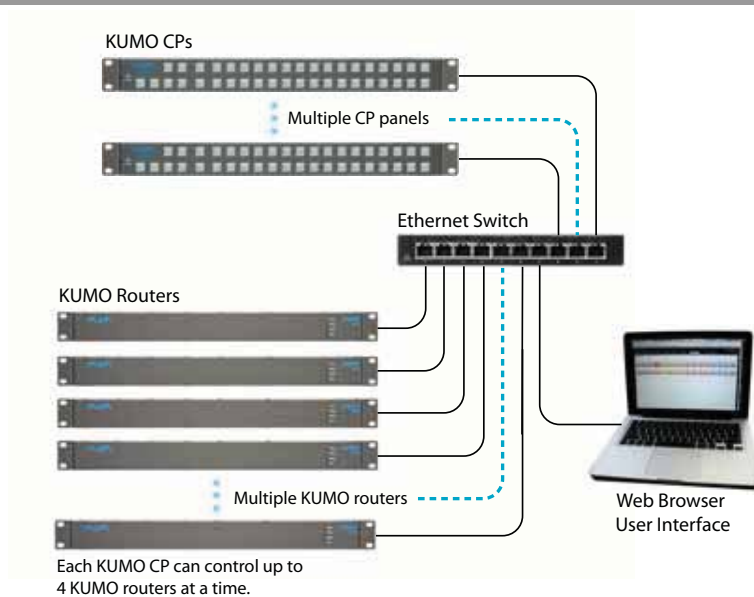 KUMO CPs
Multiple CP panels
Ethernet Switch
KUMO Routers
Multiple KUMO routers
Web Browser
User Interface
Each KUMO CP can control up to
4 KUMO routers at a time.